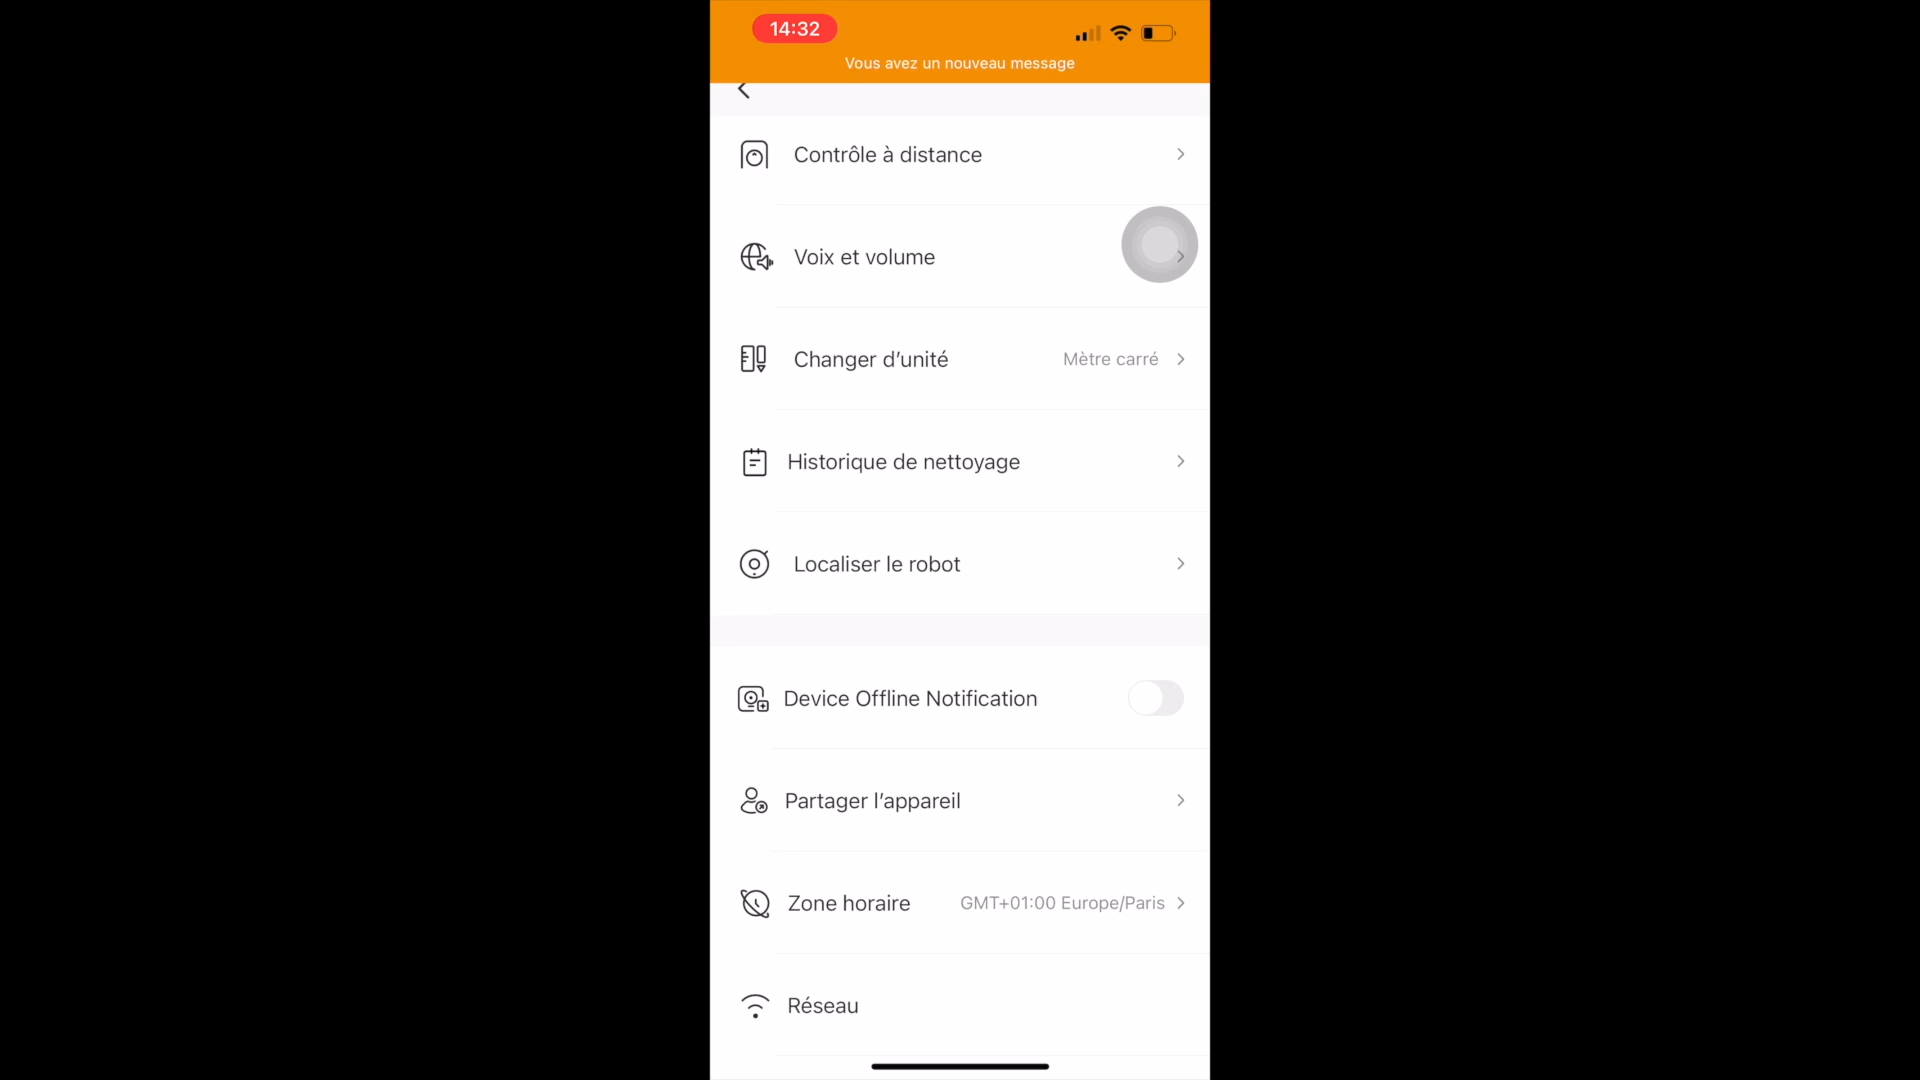 14:32
Vous avez un nouveau message
Contrôle à distance
Voix et volume
Changer d’unité Mètre carré
Historique de nettoyage
Localiser le robot
Device Offline Notification
Partager l’appareil
Zone horaire GMT+01:00 Europe/Paris
Réseau